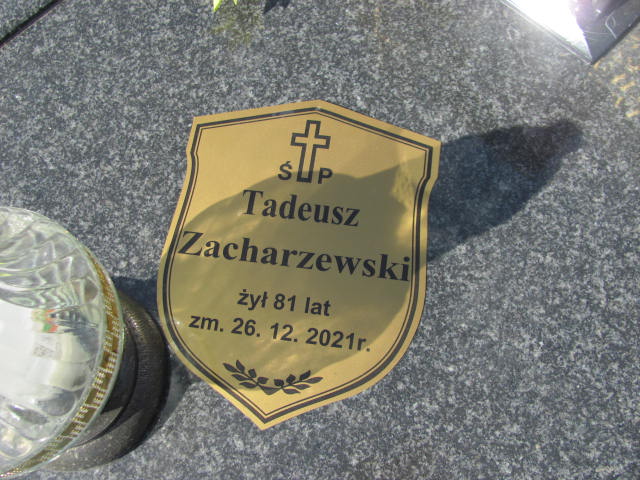 Ś P
Tadeusz
Zacharzewski
żył 81 lat
zm. 26. 12. 2021r.